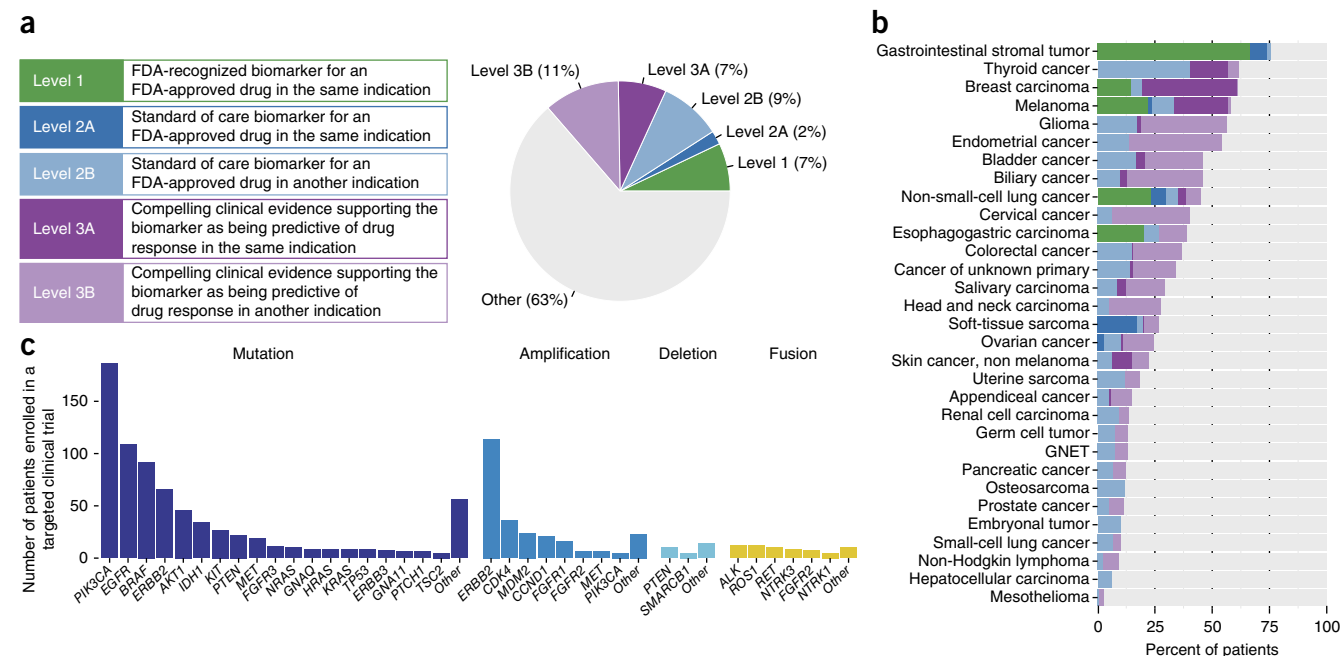 a
Level 1
FDA-recognized biomarker for an
FDA-approved drug in the same indication
Level 2A
Standard of care biomarker for an
FDA-approved drug in the same indication
Level 2B
Standard of care biomarker for an
FDA-approved drug in another indication
Level 3A
Compelling clinical evidence supporting the
biomarker as being predictive of drug
response in the same indication
Level 3B
Compelling clinical evidence supporting the
biomarker as being predictive of
drug response in another indication
Level 3B (11%)
Level 3A (7%)
Level 2B (9%)
Level 2A (2%)
Level 1 (7%)
Other (63%)
b
Gastrointestinal stromal tumor
Thyroid cancer
Breast carcinoma
Melanoma
Glioma
Endometrial cancer
Bladder cancer
Biliary cancer
Non-small-cell lung cancer
Cervical cancer
Esophagogastric carcinoma
Colorectal cancer
Cancer of unknown primary
Salivary carcinoma
Head and neck carcinoma
Soft-tissue sarcoma
Ovarian cancer
Skin cancer, non melanoma
Uterine sarcoma
Appendiceal cancer
Renal cell carcinoma
Germ cell tumor
GNET
Pancreatic cancer
Osteosarcoma
Prostate cancer
Embryonal tumor
Small-cell lung cancer
Non-Hodgkin lymphoma
Hepatocellular carcinoma
Mesothelioma
0 25 50 75 100
Percent of patients
c
Mutation Amplification Deletion Fusion
Number of patients enrolled in a
targeted clinical trial
150
100
50
0
PIK3CA
EGFR
BRAF
ERBB2
AKT1
IDH1
KIT
PTEN
MET
FGFR3
NRAS
GNAQ
HRAS
KRAS
TP53
ERBB3
GNA11
PTCH1
TSC2
Other
ERBB2
CDK4
MDM2
CCND1
FGFR1
FGFR2
MET
PIK3CA
Other
PTEN
SMARCB1
Other
ALK
ROS1
RET
NTRK3
FGFR2
NTRK1
Other